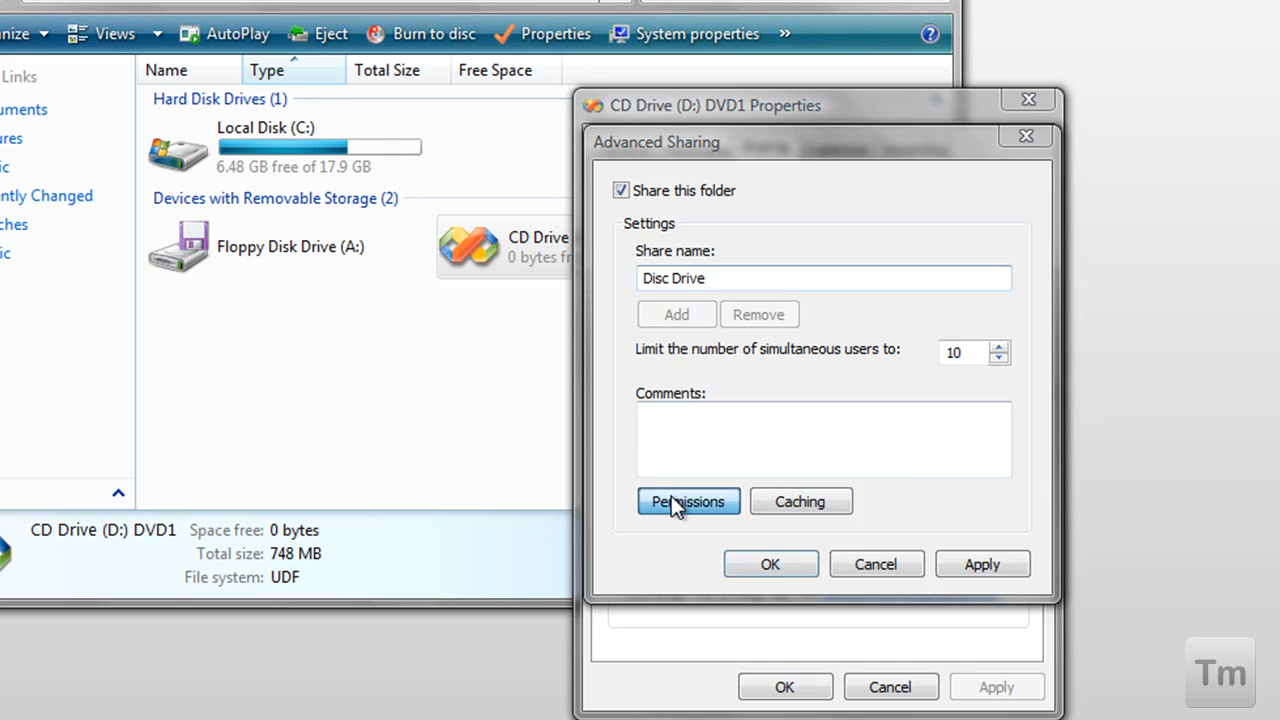 nize
Views
AutoPlay
Eject
Burn to disc
Properties
System properties
»
?
Links
uments
ures
ic
ently Changed
ches
ic
Name
Type
Total Size
Free Space
Hard Disk Drives (1)
Local Disk (C:)
6.48 GB free of 17.9 GB
Devices with Removable Storage (2)
Floppy Disk Drive (A:)
CD Drive
0 bytes fr
CD Drive (D:) DVD1
Space free: 0 bytes
Total size: 748 MB
File system: UDF
CD Drive (D:) DVD1 Properties
Advanced Sharing
Share this folder
Settings
Share name:
Disc Drive
Add
Remove
Limit the number of simultaneous users to:
10
Comments:
Permissions
Caching
OK
Cancel
Apply
OK
Cancel
Apply
Tm